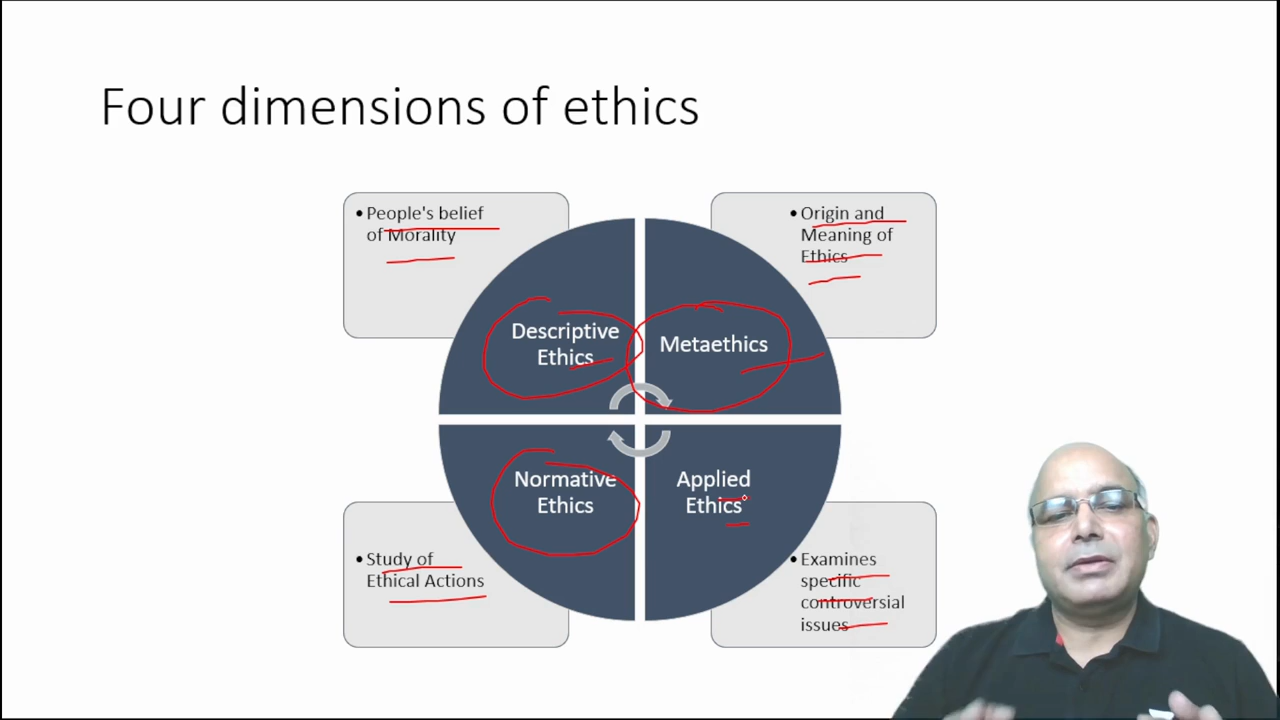 Four dimensions of ethics
• People's belief
of Morality
• Origin and
Meaning of
Ethics
Descriptive
Ethics
Metaethics
Normative
Ethics
Applied
Ethics
• Study of
Ethical Actions
• Examines
specific
controversial
issues